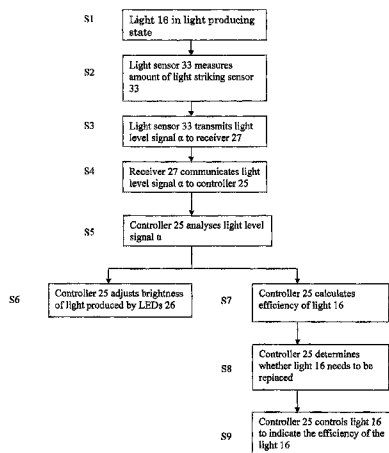 S1
Light 16 in light producing
state
S2
Light sensor 33 measures
amount of light striking sensor
33
S3
Light sensor 33 transmits light
level signal α to receiver 27
S4
Receiver 27 communicates light
level signal α to controller 25
S5
Controller 25 analyses light level
signal α
S6
Controller 25 adjusts brightness
of light produced by LEDs 26
S7
Controller 25 calculates
efficiency of light 16
S8
Controller 25 determines
whether light 16 needs to be
replaced
S9
Controller 25 controls light 16
to indicate the efficiency of the
light 16